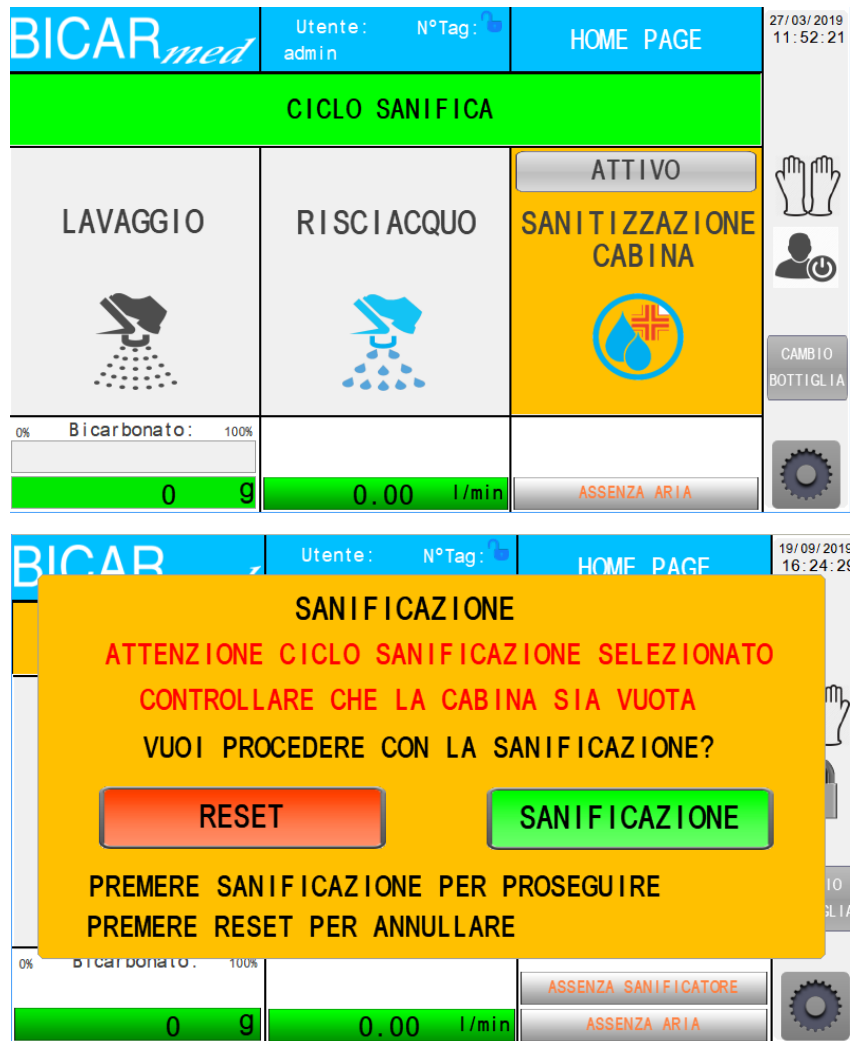 BICARmed
Utente: N°Tag:
admin
HOME PAGE
27/03/2019
11:52:21
CICLO SANIFICA
LAVAGGIO
RISCIACQUO
ATTIVO
SANITIZZAZIONE
CABINA
CAMBIO
BOTTIGLIA
0% Bicarbonato: 100%
0 g
0.00 l/min
ASSENZA ARIA
BICAR
Utente: N°Tag:
HOME PAGE
19/09/2019
16:24:29
SANIFICAZIONE
ATTENZIONE CICLO SANIFICAZIONE SELEZIONATO
CONTROLLARE CHE LA CABINA SIA VUOTA
VUOI PROCEDERE CON LA SANIFICAZIONE?
RESET
SANIFICAZIONE
PREMERE SANIFICAZIONE PER PROSEGUIRE
PREMERE RESET PER ANNULLARE
IO
GLIA
0% Bicarbonato: 100%
ASSENZA SANIFICATORE
0 g
0.00 l/min
ASSENZA ARIA